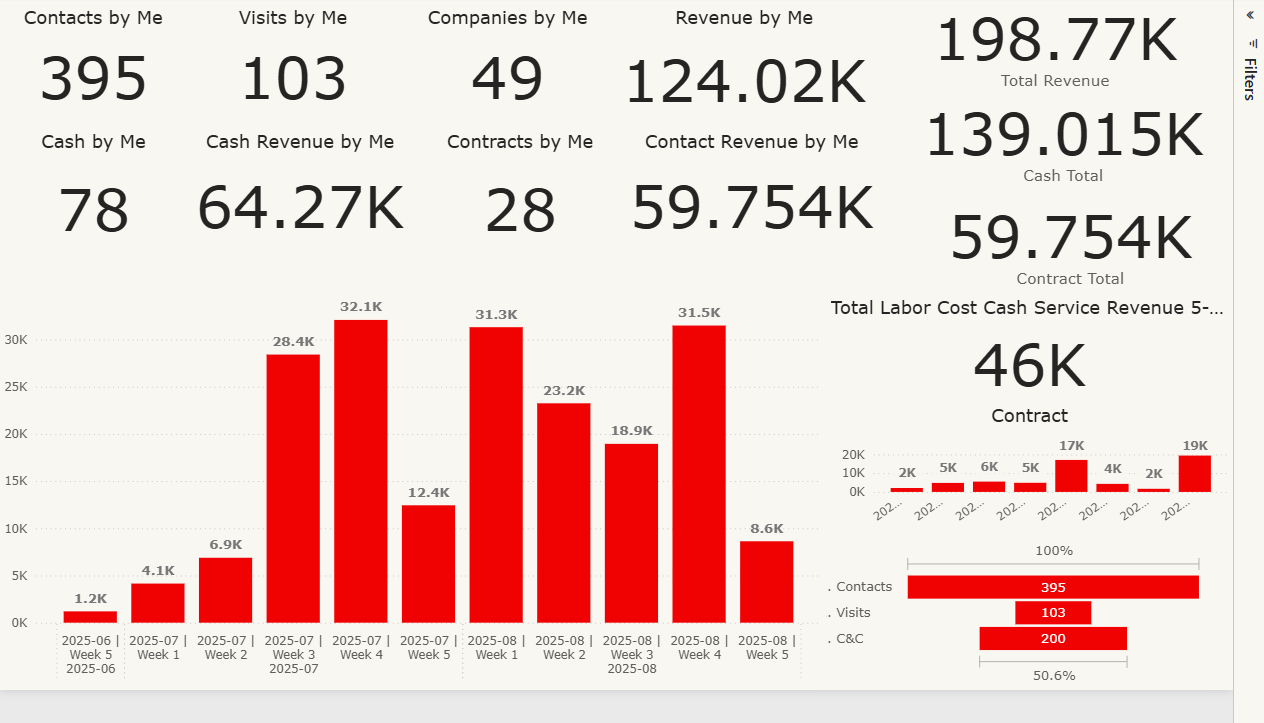 Contacts by Me
395
Visits by Me
103
Companies by Me
49
Revenue by Me
124.02K
Cash by Me
78
Cash Revenue by Me
64.27K
Contracts by Me
28
Contact Revenue by Me
59.754K
198.77K
Total Revenue
139.015K
Cash Total
59.754K
Contract Total
Total Labor Cost Cash Service Revenue 5-...
46K
30K
25K
20K
15K
10K
5K
0K
1.2K
4.1K
6.9K
28.4K
32.1K
12.4K
31.3K
23.2K
18.9K
31.5K
8.6K
2025-06 |
Week 5
2025-07 |
Week 1
2025-07 |
Week 2
2025-07 |
Week 3
2025-07 |
Week 4
2025-07 |
Week 5
2025-08 |
Week 1
2025-08 |
Week 2
2025-08 |
Week 3
2025-08 |
Week 4
2025-08 |
Week 5
2025-06
2025-07
2025-08
Contract
20K
10K
0K
2K
5K
6K
5K
17K
4K
2K
19K
202...
202...
202...
202...
202...
202...
202...
202...
100%
. Contacts
395
. Visits
103
. C&C
200
50.6%
Filters